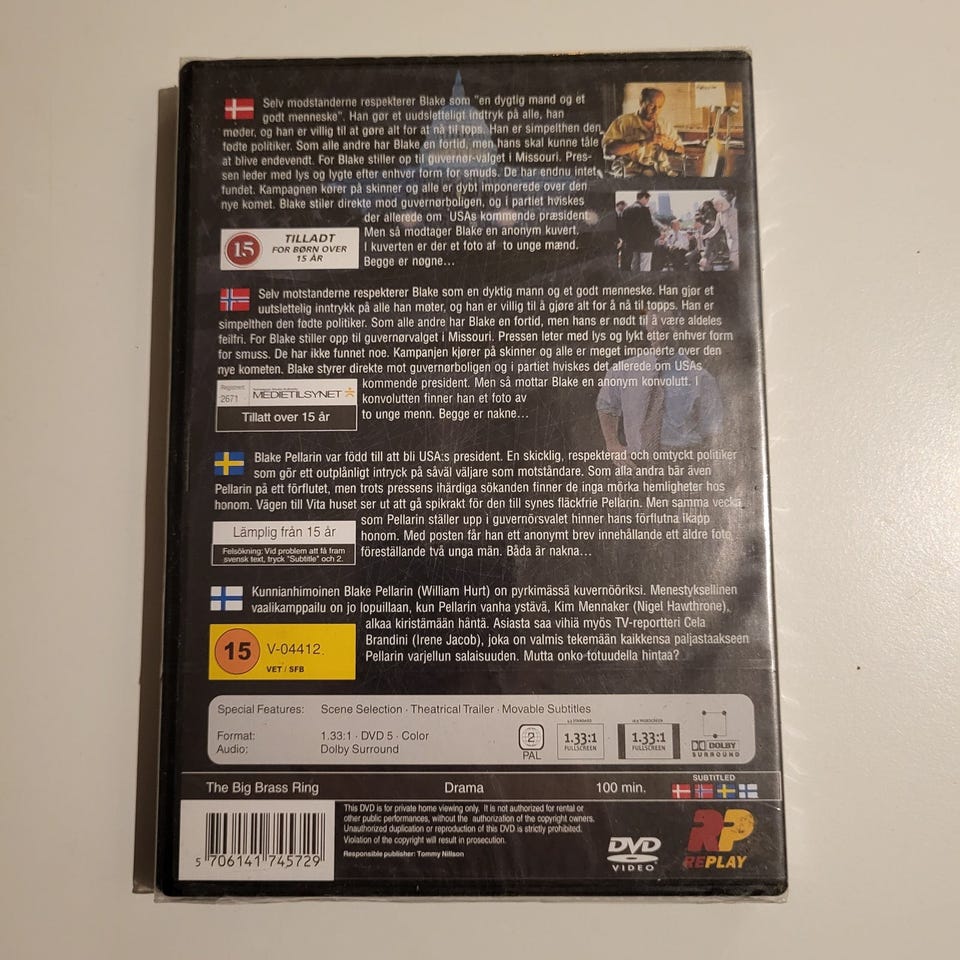 Selv modstanderne respekterer Blake som "en dygtig mand og et
godt menneske". Han gør et uudsletteligt indtryk på alle, han
møder, og han er villig til at gøre alt for at nå til tops. Han er simpelthen den
fødte politiker. Som alle andre har Blake en fortid, men hans skal kunne tåle
at blive endevendt. For Blake stiller op til guvernør-valget i Missouri. Pres-
sen leder med lys og lygte efter enhver form for smuds. De har endnu intet
fundet. Kampagnen kører på skinner og alle er dybt imponerede over den
nye komet. Blake stiler direkte mod guvernørboligen, og i partiet hviskes
der allerede om USAs kommende præsident.
Men så modtager Blake en anonym kuvert.
I kuverten er der et foto af to unge mænd.
Begge er nøgne...
15 TILLADT
FOR BØRN OVER
15 ÅR
Selv motstanderne respekterer Blake som en dyktig mann og et godt menneske. Han gjør et
uutslettelig inntrykk på alle han møter, og han er villig til å gjøre alt for å nå til topps. Han er
simpelthen den fødte politiker. Som alle andre har Blake en fortid, men hans er nødt til å være aldeles
feilfri. For Blake stiller opp til guvernørvalget i Missouri. Pressen leter med lys og lykt etter enhver form
for smuss. De har ikke funnet noe. Kampanjen kjører på skinner og alle er meget imponerte over den
nye kometen. Blake styrer direkte mot guvernørboligen og i partiet hviskes det allerede om USAs
kommende president. Men så mottar Blake en anonym konvolutt. I
konvolutten finner han et foto av
to unge menn. Begge er nakne...
Registrert
2671
MEDIETILSYNET
Tillatt over 15 år
Blake Pellarin var född till att bli USA:s president. En skicklig, respekterad och omtyckt politiker
som gör ett outplånligt intryck på såväl väljare som motståndare. Som alla andra bär även
Pellarin på ett förflutet, men trots pressens ihärdiga sökanden finner de inga mörka hemligheter hos
honom. Vägen till Vita huset ser ut att gå spikrakt för den till synes fläckfrie Pellarin. Men samma vecka
som Pellarin ställer upp i guvernörsvalet hinner hans förflutna ikapp
honom. Med posten får han ett anonymt brev innehållande ett äldre foto,
föreställande två unga män. Båda är nakna...
Lämplig från 15 år
Felsökning: Vid problem att få fram
svensk text, tryck "Subtitle" och 2.
Kunnianhimoinen Blake Pellarin (William Hurt) on pyrkimässä kuvernööriksi. Menestyksellinen
vaalikamppailu on jo lopuillaan, kun Pellarin vanha ystävä, Kim Mennaker (Nigel Hawthrone),
alkaa kiristämään häntä. Asiasta saa vihiä myös TV-reportteri Cela
Brandini (Irene Jacob), joka on valmis tekemään kaikkensa paljastaakseen
Pellarin varjellun salaisuuden. Mutta onko totuudella hintaa?
15 V-04412
VET / SFB
Special Features: Scene Selection · Theatrical Trailer · Movable Subtitles
Format: 1.33:1 · DVD 5 · Color
Audio: Dolby Surround
2
PAL
1.33:1
FULLSCREEN
1.33:1
FULLSCREEN
DOLBY
SURROUND
The Big Brass Ring Drama 100 min.
SUBTITLED
This DVD is for private home viewing only. It is not authorized for rental or
other public performances, without the authorization of the copyright owners.
Unauthorized duplication or reproduction of this DVD is strictly prohibited.
Violation of the copyright will result in prosecution.
Responsible publisher: Tommy Nillson
5 706141 745729
DVD
VIDEO
RP
REPLAY